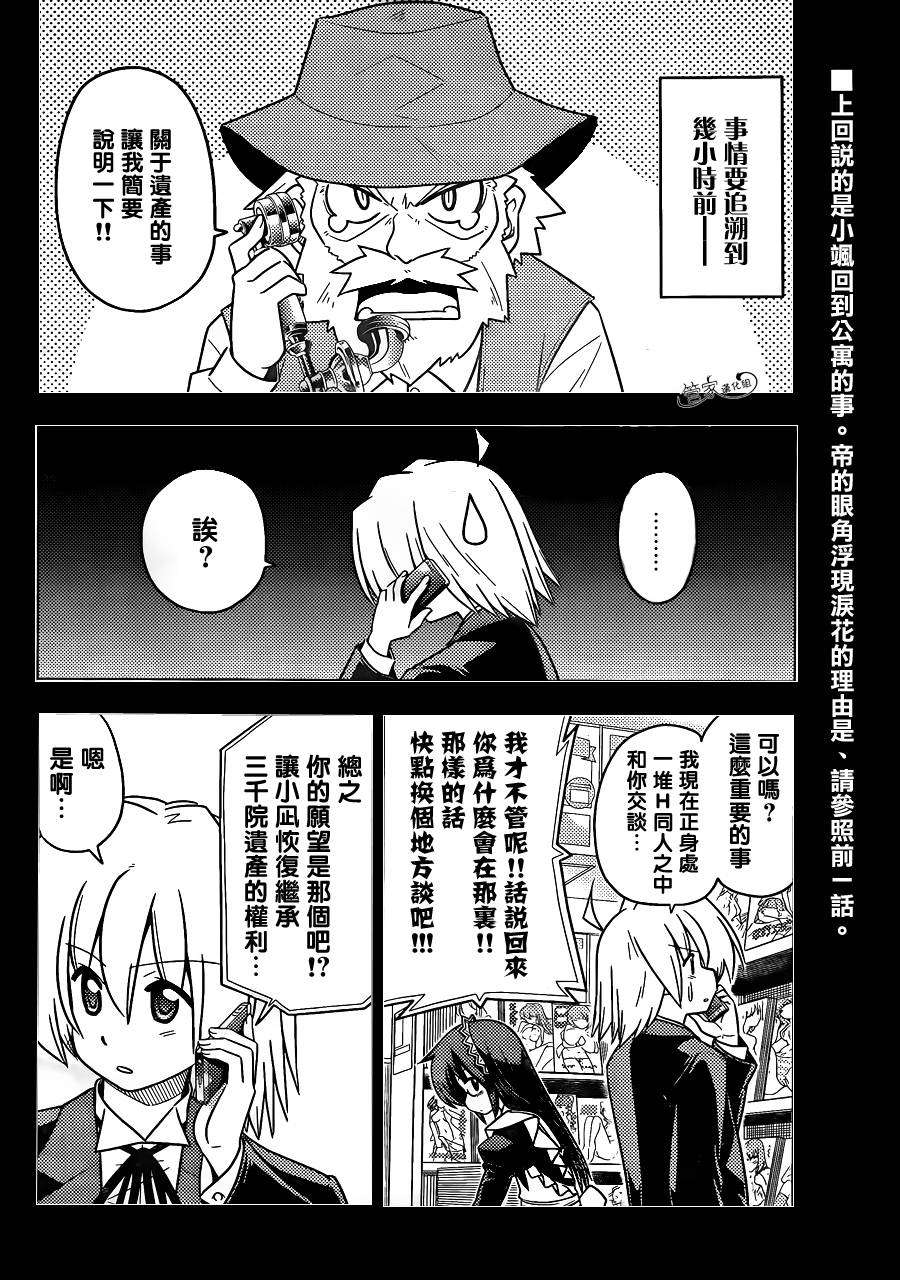 ■上回説的是小颯回到公寓的事。帝的眼角浮現淚花的理由是、請參照前一話。
事情要追溯到
幾小時前——
關于遺產的事
讓我簡要
說明一下!!
管家
進化組
………
誒?
可以嗎?
這麼重要的事
我現在正身處
一堆H同人之中
和你交談…
我才不管呢!!話説回來
你爲什麼會在那裏!!
那樣的話
快點換個地方談吧!!!
總之
你的願望是那個吧!?
讓小凪恢復繼承
三千院遺產的權利…
嗯
是啊…